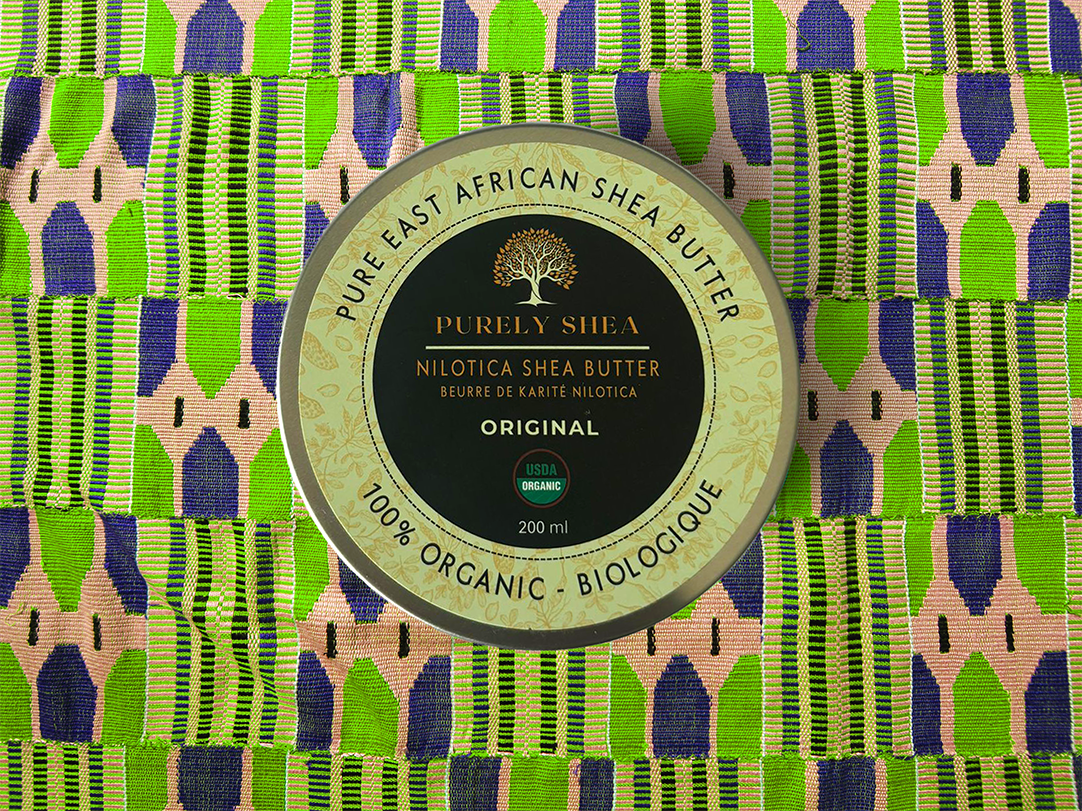 PURE EAST AFRICAN SHEA BUTTER
PURELY SHEA
NILOTICA SHEA BUTTER
BEURRE DE KARITÉ NILOTICA
ORIGINAL
USDA
ORGANIC
200 ml
100% ORGANIC - BIOLOGIQUE